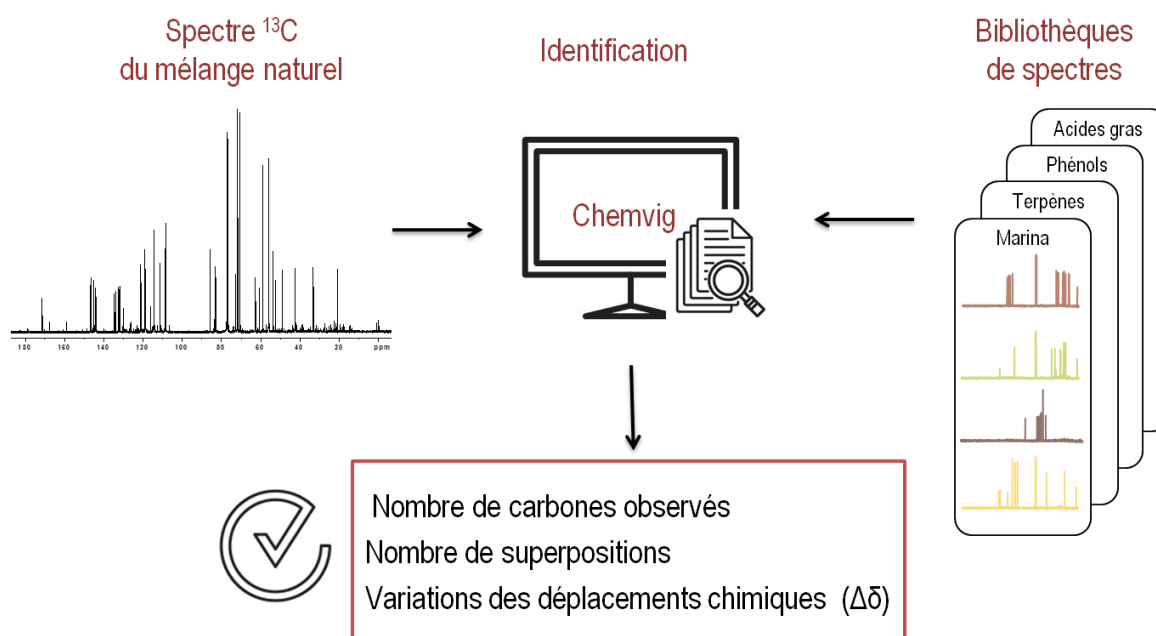 Spectre ¹³C
du mélange naturel
Identification
Bibliothèques
de spectres
Acides gras
Phénols
Terpènes
Marina
Chemvig
180 160 140 120 100 80 60 40 20 ppm
Nombre de carbones observés
Nombre de superpositions
Variations des déplacements chimiques (Δδ)